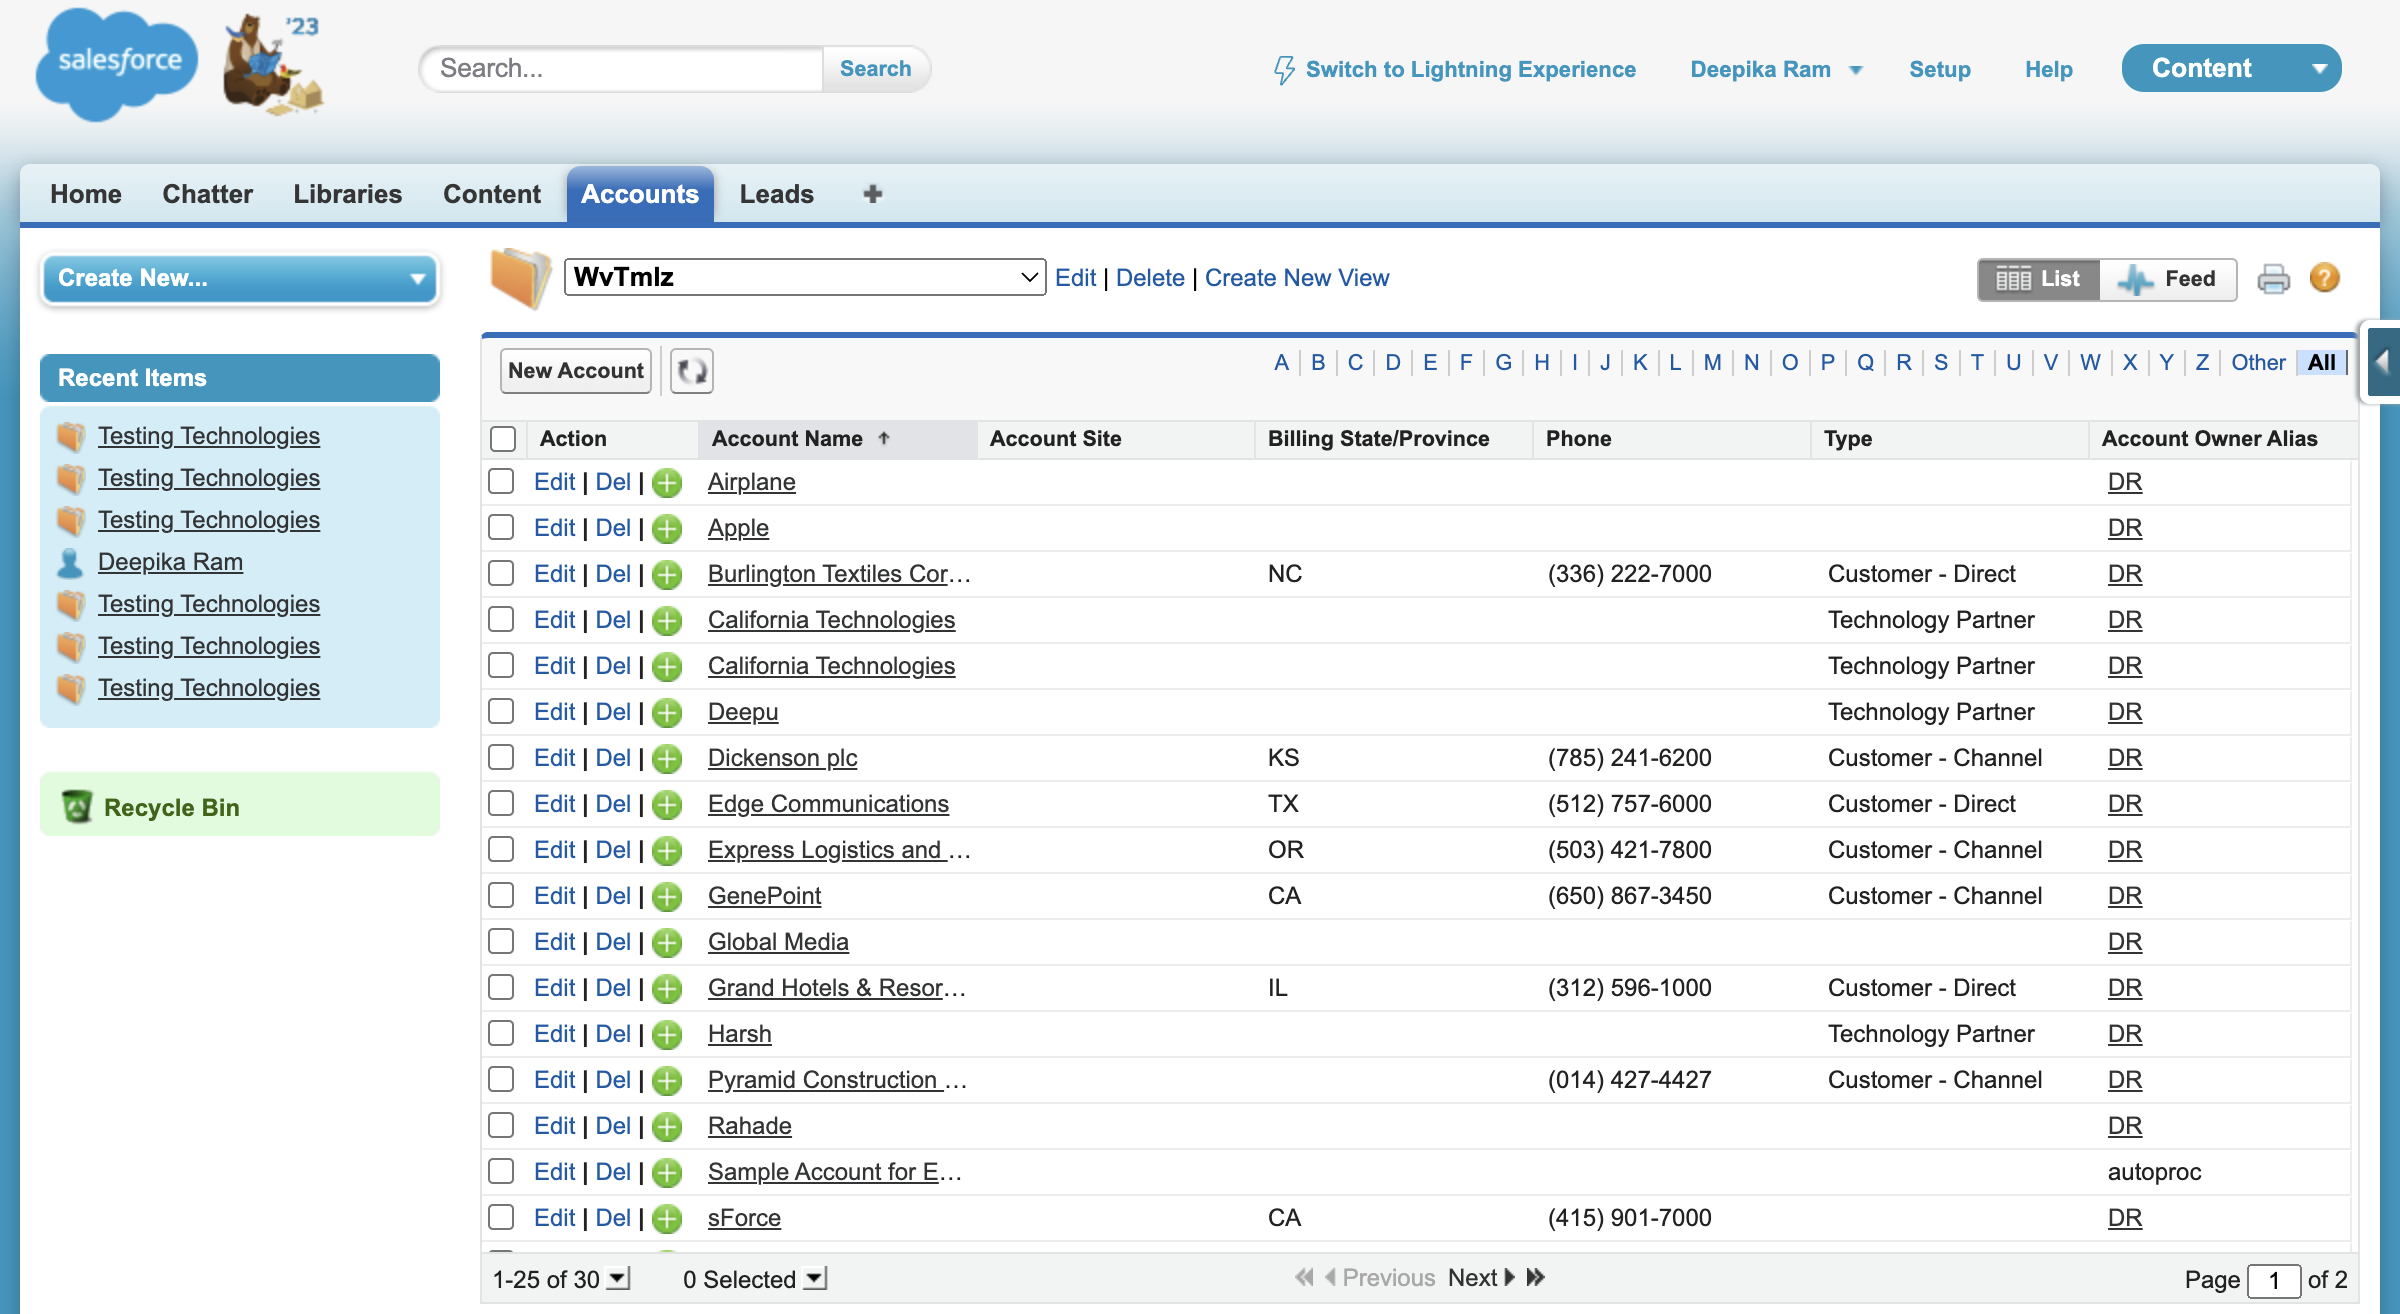 salesforce '23
Search... Search
Switch to Lightning Experience Deepika Ram Setup Help Content
Home Chatter Libraries Content Accounts Leads
Create New...
WvTmlz Edit | Delete | Create New View List Feed ?
Recent Items
Testing Technologies
Testing Technologies
Testing Technologies
Deepika Ram
Testing Technologies
Testing Technologies
Testing Technologies
Recycle Bin
New Account A | B | C | D | E | F | G | H | I | J | K | L | M | N | O | P | Q | R | S | T | U | V | W | X | Y | Z | Other | All
Action Account Name ↑ Account Site Billing State/Province Phone Type Account Owner Alias
Edit | Del | Airplane DR
Edit | Del | Apple DR
Edit | Del | Burlington Textiles Cor... NC (336) 222-7000 Customer - Direct DR
Edit | Del | California Technologies Technology Partner DR
Edit | Del | California Technologies Technology Partner DR
Edit | Del | Deepu Technology Partner DR
Edit | Del | Dickenson plc KS (785) 241-6200 Customer - Channel DR
Edit | Del | Edge Communications TX (512) 757-6000 Customer - Direct DR
Edit | Del | Express Logistics and ... OR (503) 421-7800 Customer - Channel DR
Edit | Del | GenePoint CA (650) 867-3450 Customer - Channel DR
Edit | Del | Global Media DR
Edit | Del | Grand Hotels & Resor... IL (312) 596-1000 Customer - Direct DR
Edit | Del | Harsh Technology Partner DR
Edit | Del | Pyramid Construction ... (014) 427-4427 Customer - Channel DR
Edit | Del | Rahade DR
Edit | Del | Sample Account for E... autoproc
Edit | Del | sForce CA (415) 901-7000 DR
1-25 of 30 0 Selected Previous Next Page 1 of 2